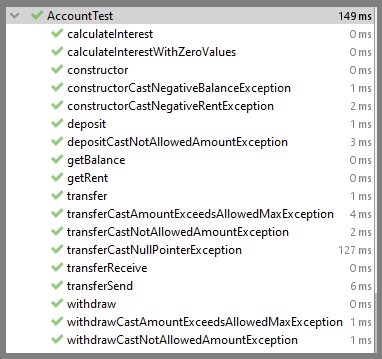 AccountTest 149 ms
calculateInterest 0 ms
calculateInterestWithZeroValues 0 ms
constructor 0 ms
constructorCastNegativeBalanceException 1 ms
constructorCastNegativeRentException 2 ms
deposit 1 ms
depositCastNotAllowedAmountException 3 ms
getBalance 0 ms
getRent 0 ms
transfer 1 ms
transferCastAmountExceedsAllowedMaxException 4 ms
transferCastNotAllowedAmountException 2 ms
transferCastNullPointerException 127 ms
transferReceive 0 ms
transferSend 6 ms
withdraw 0 ms
withdrawCastAmountExceedsAllowedMaxException 1 ms
withdrawCastNotAllowedAmountException 1 ms